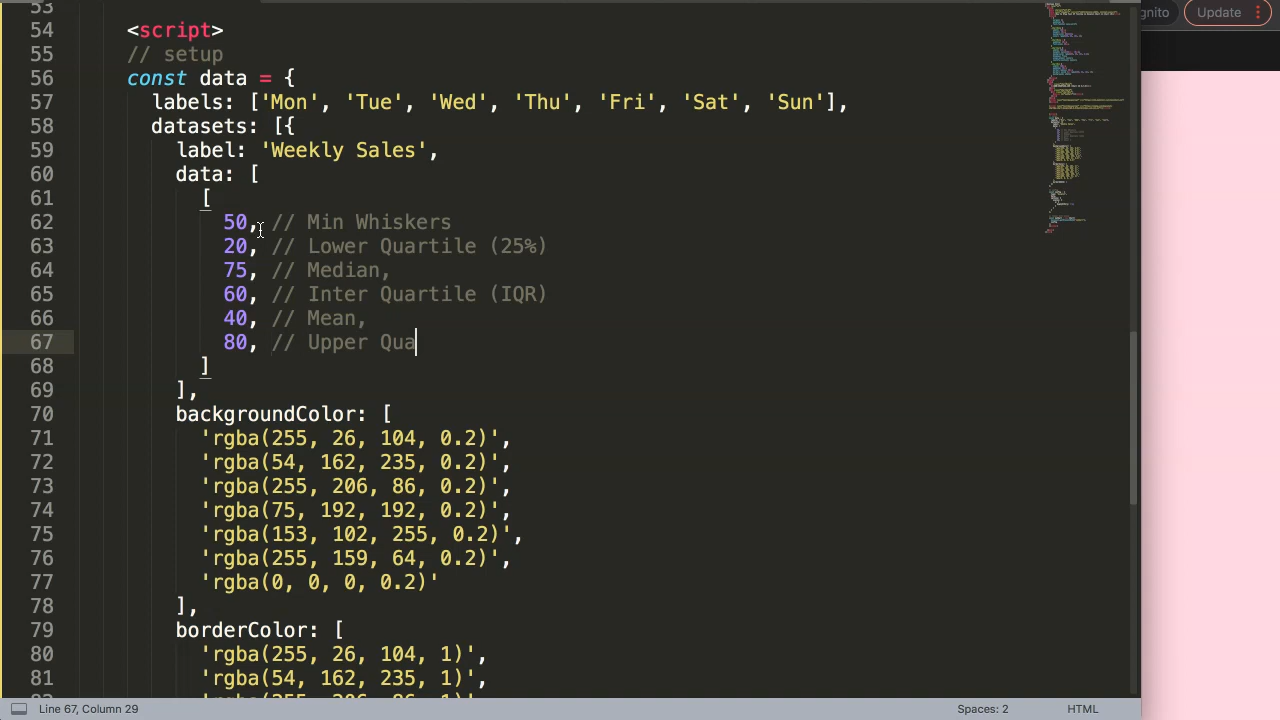 53
54 <script>
55 // setup
56 const data = {
57 labels: ['Mon', 'Tue', 'Wed', 'Thu', 'Fri', 'Sat', 'Sun'],
58 datasets: [{
59 label: 'Weekly Sales',
60 data: [
61 [
62 50, // Min Whiskers
63 20, // Lower Quartile (25%)
64 75, // Median,
65 60, // Inter Quartile (IQR)
66 40, // Mean,
67 80, // Upper Qua
68 ]
69 ],
70 backgroundColor: [
71 'rgba(255, 26, 104, 0.2)',
72 'rgba(54, 162, 235, 0.2)',
73 'rgba(255, 206, 86, 0.2)',
74 'rgba(75, 192, 192, 0.2)',
75 'rgba(153, 102, 255, 0.2)',
76 'rgba(255, 159, 64, 0.2)',
77 'rgba(0, 0, 0, 0.2)'
78 ],
79 borderColor: [
80 'rgba(255, 26, 104, 1)',
81 'rgba(54, 162, 235, 1)',
'rgba(255, 206, 86, 1)',
Line 67, Column 29
Spaces: 2
HTML
gnito
Update